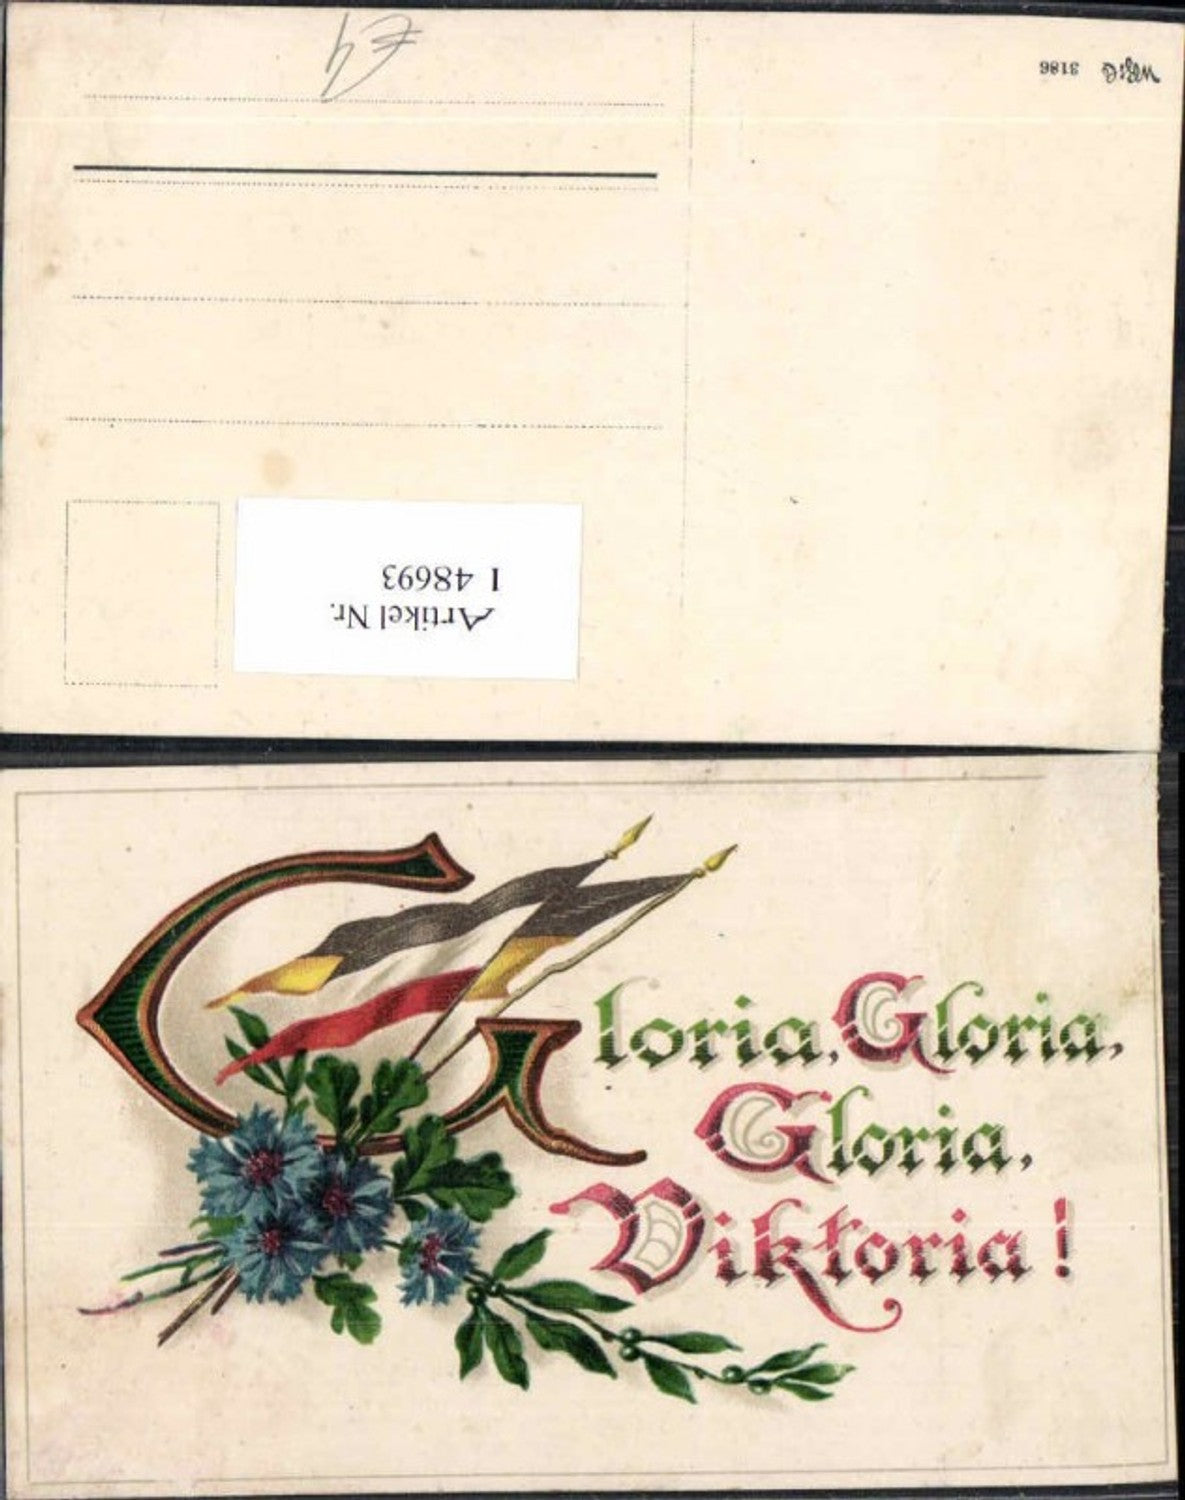 3186
Artikel Nr.
I 48693
Gloria, Gloria,
Gloria,
Viktoria!